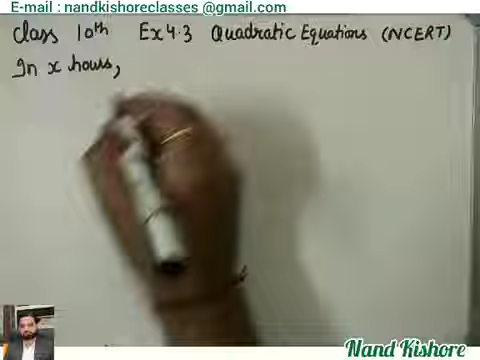 E-mail : nandkishoreclasses @gmail.com
Class 10th Ex 4.3 Quadratic Equations (NCERT)
In x hours,
Nand Kishore